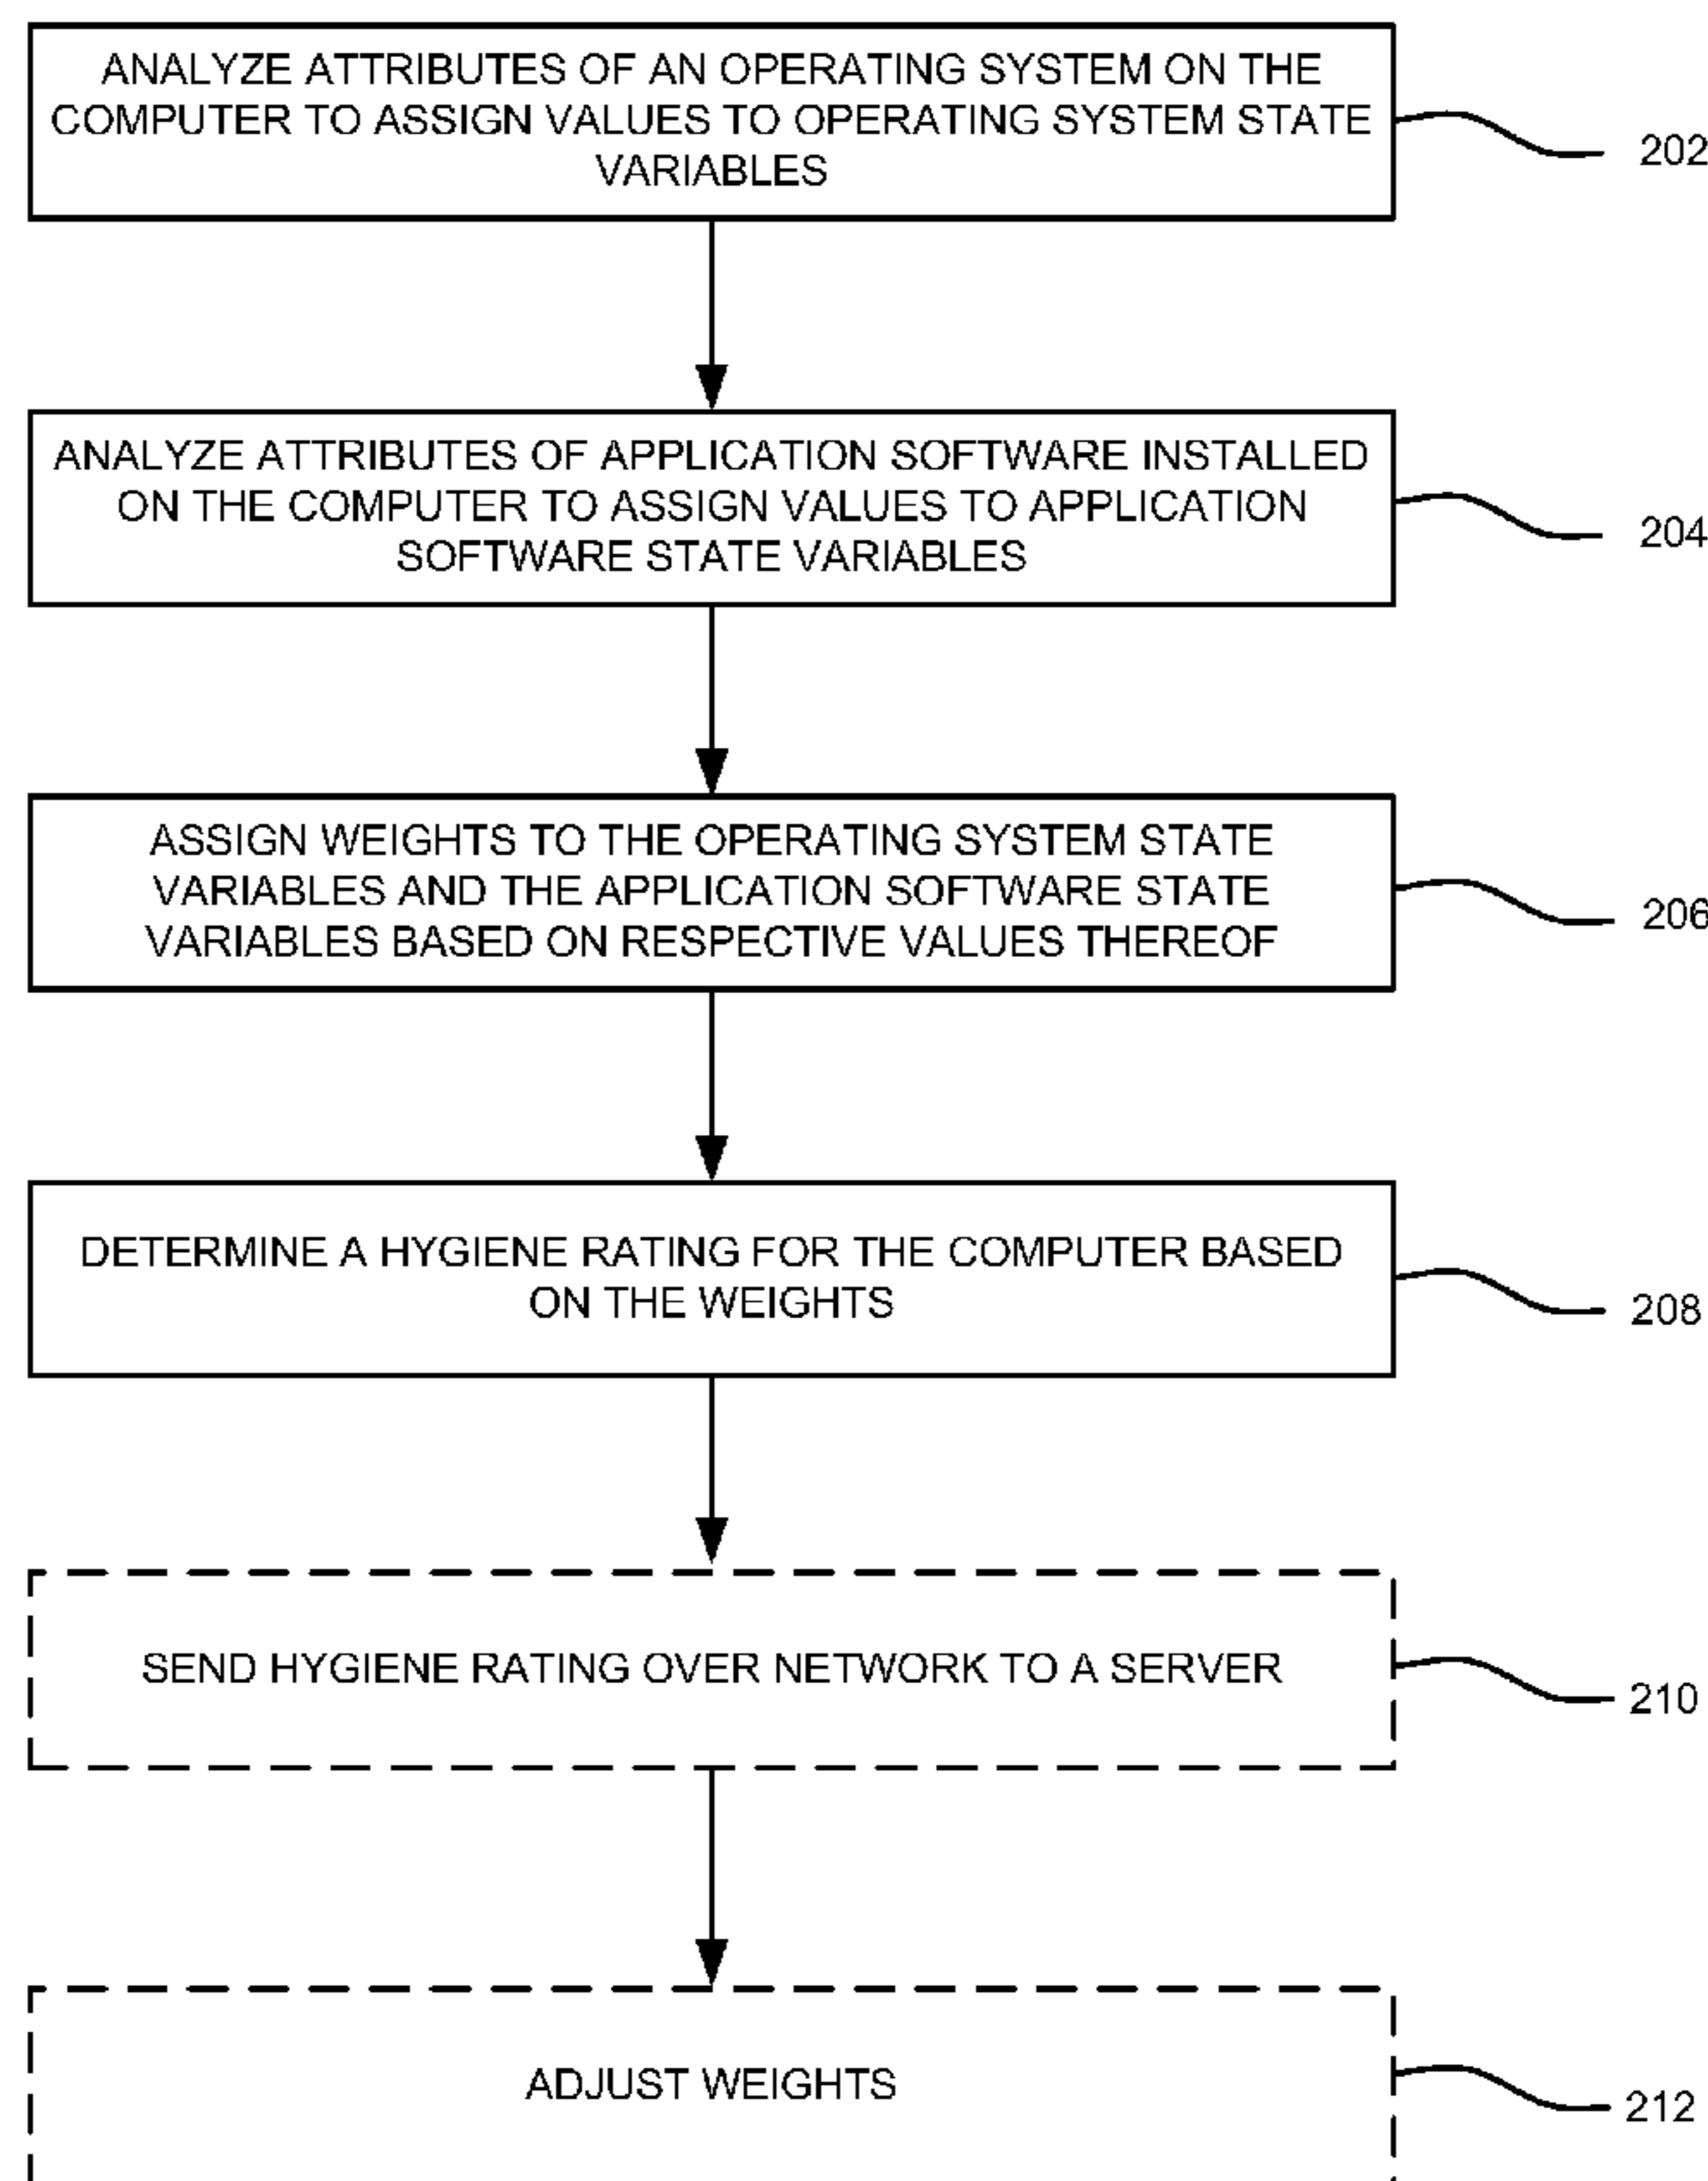 ANALYZE ATTRIBUTES OF AN OPERATING SYSTEM ON THE
COMPUTER TO ASSIGN VALUES TO OPERATING SYSTEM STATE
VARIABLES
202
ANALYZE ATTRIBUTES OF APPLICATION SOFTWARE INSTALLED
ON THE COMPUTER TO ASSIGN VALUES TO APPLICATION
SOFTWARE STATE VARIABLES
204
ASSIGN WEIGHTS TO THE OPERATING SYSTEM STATE
VARIABLES AND THE APPLICATION SOFTWARE STATE
VARIABLES BASED ON RESPECTIVE VALUES THEREOF
206
DETERMINE A HYGIENE RATING FOR THE COMPUTER BASED
ON THE WEIGHTS
208
SEND HYGIENE RATING OVER NETWORK TO A SERVER
210
ADJUST WEIGHTS
212